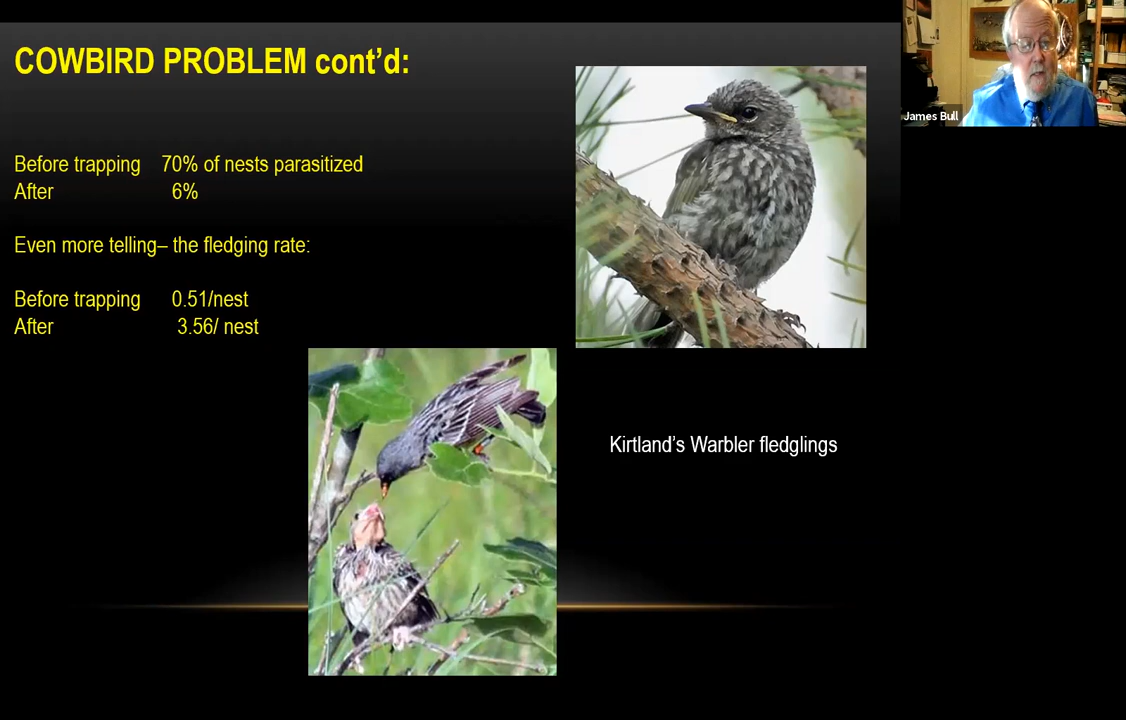 COWBIRD PROBLEM cont’d:
James Bull
Before trapping 70% of nests parasitized
After 6%
Even more telling– the fledging rate:
Before trapping 0.51/nest
After 3.56/ nest
Kirtland’s Warbler fledglings